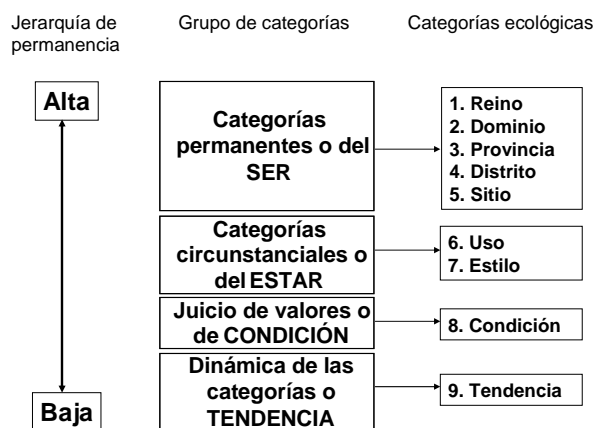 Jerarquía de
permanencia
Grupo de categorías
Categorías ecológicas
Alta
Categorías
permanentes o del
SER
1. Reino
2. Dominio
3. Provincia
4. Distrito
5. Sitio
Categorías
circunstanciales o
del ESTAR
6. Uso
7. Estilo
Juicio de valores o
de CONDICIÓN
8. Condición
Dinámica de las
categorías o
TENDENCIA
9. Tendencia
Baja